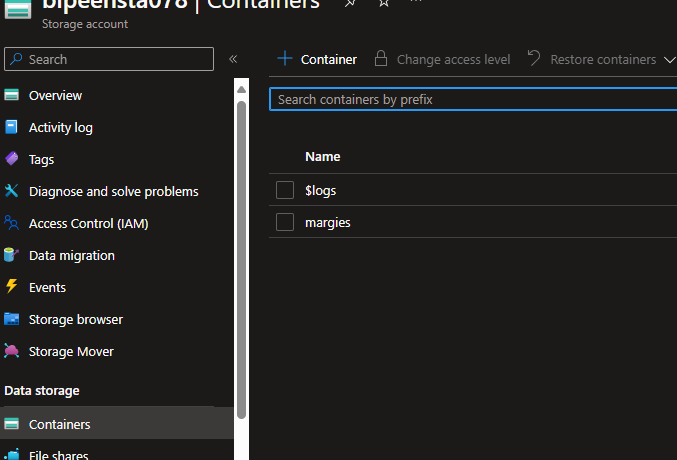 bipeensta078 | Containers
Storage account
Search
«
+ Container
Change access level
Restore containers
Overview
Search containers by prefix
Activity log
Tags
Name
Diagnose and solve problems
$logs
Access Control (IAM)
margies
Data migration
Events
Storage browser
Storage Mover
Data storage
Containers
File shares